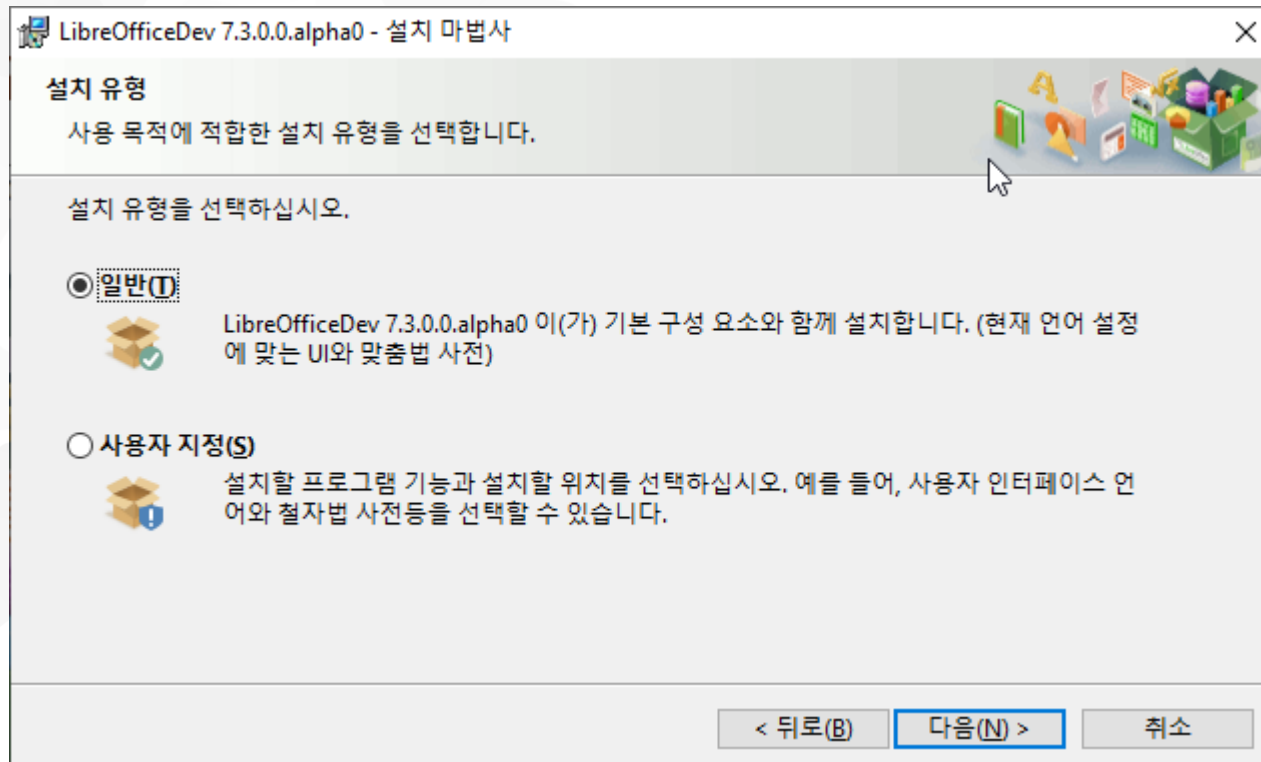 LibreOfficeDev 7.3.0.0.alpha0 - 설치 마법사
설치 유형
사용 목적에 적합한 설치 유형을 선택합니다.
설치 유형을 선택하십시오.
일반(T)
LibreOfficeDev 7.3.0.0.alpha0 이(가) 기본 구성 요소와 함께 설치합니다. (현재 언어 설정
에 맞는 UI와 맞춤법 사전)
사용자 지정(S)
설치할 프로그램 기능과 설치할 위치를 선택하십시오. 예를 들어, 사용자 인터페이스 언
어와 철자법 사전등을 선택할 수 있습니다.
< 뒤로(B) 다음(N) > 취소